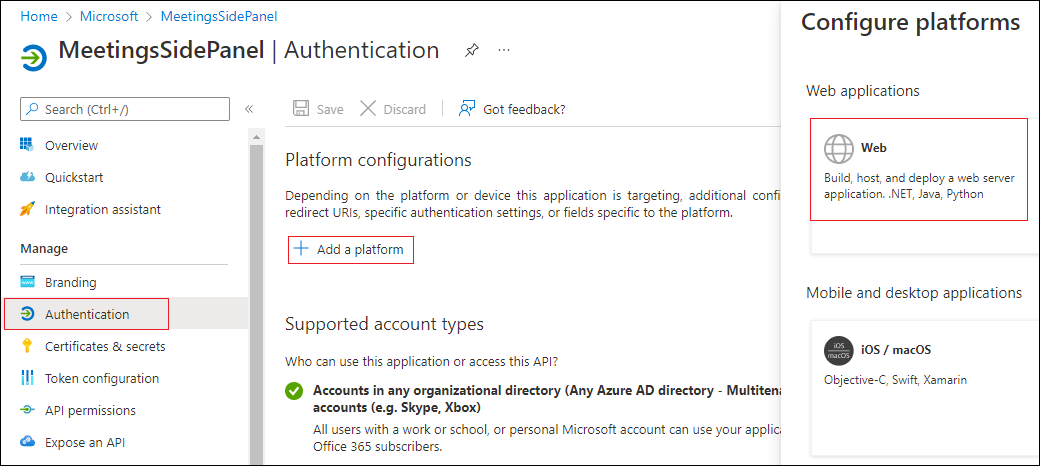 Home > Microsoft > MeetingsSidePanel
MeetingsSidePanel | Authentication
Search (Ctrl+/)
Overview
Quickstart
Integration assistant
Manage
Branding
Authentication
Certificates & secrets
Token configuration
API permissions
Expose an API
Save
Discard
Got feedback?
Platform configurations
Depending on the platform or device this application is targeting, additional confi
redirect URIs, specific authentication settings, or fields specific to the platform.
Add a platform
Supported account types
Who can use this application or access this API?
Accounts in any organizational directory (Any Azure AD directory - Multitena
accounts (e.g. Skype, Xbox)
All users with a work or school, or personal Microsoft account can use your applica
Office 365 subscribers.
Configure platforms
Web applications
Web
Build, host, and deploy a web server
application. .NET, Java, Python
Mobile and desktop applications
iOS
macOS
iOS / macOS
Objective-C, Swift, Xamarin